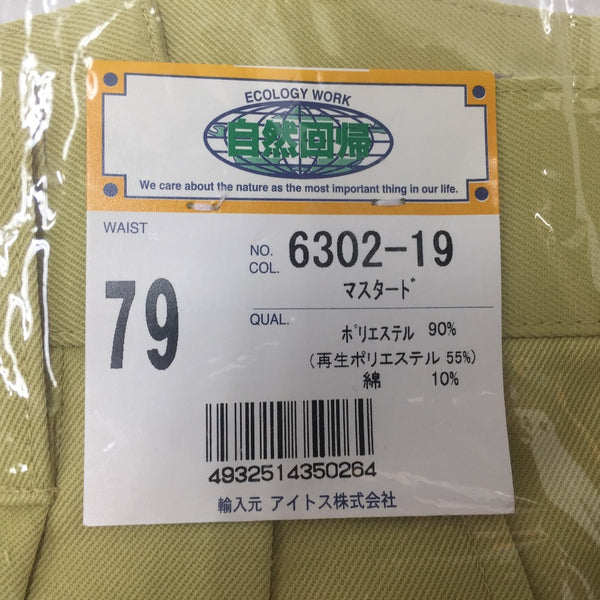 ECOLOGY WORK
自然回帰
We care about the nature as the most important thing in our life.
WAIST
79
NO.
COL.
6302-19
マスタード
QUAL.
ポリエステル 90%
(再生ポリエステル 55%)
綿 10%
4932514350264
輸入元 アイトス株式会社